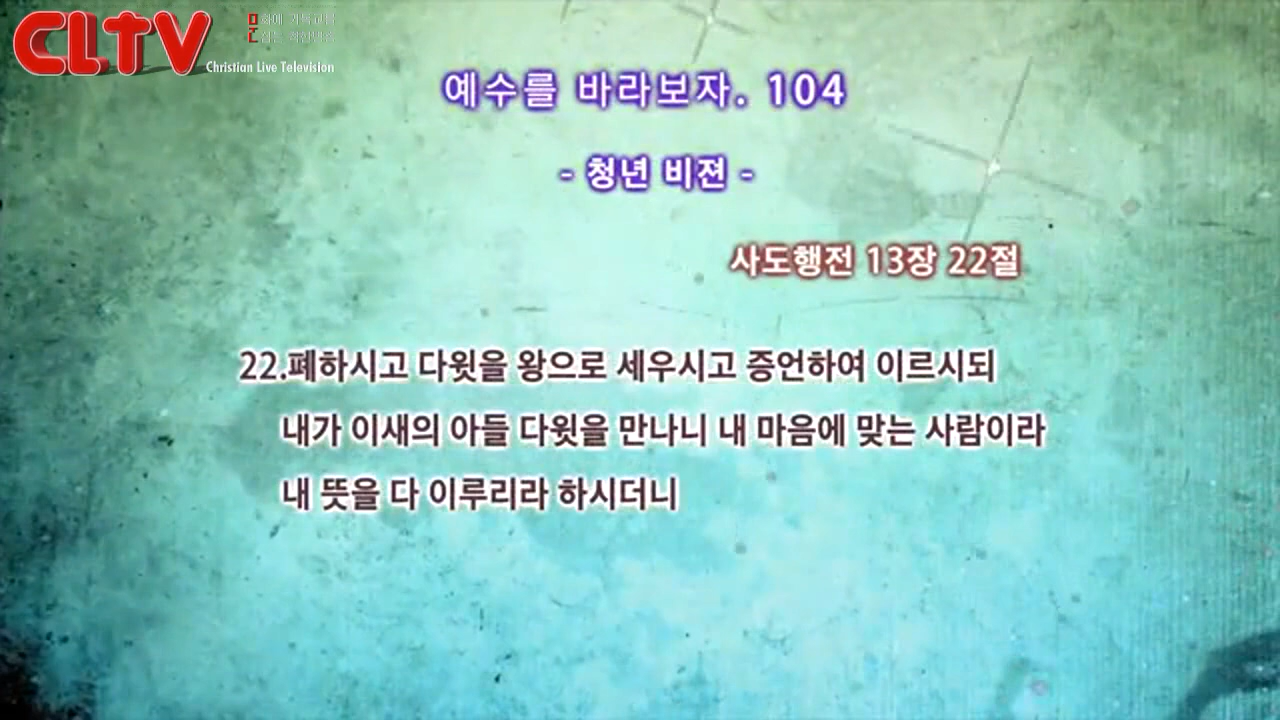 CLTV
Christian Live Television
예수를 바라보자. 104
- 청년 비젼 -
사도행전 13장 22절
22.폐하시고 다윗을 왕으로 세우시고 증언하여 이르시되
내가 이새의 아들 다윗을 만나니 내 마음에 맞는 사람이라
내 뜻을 다 이루리라 하시더니